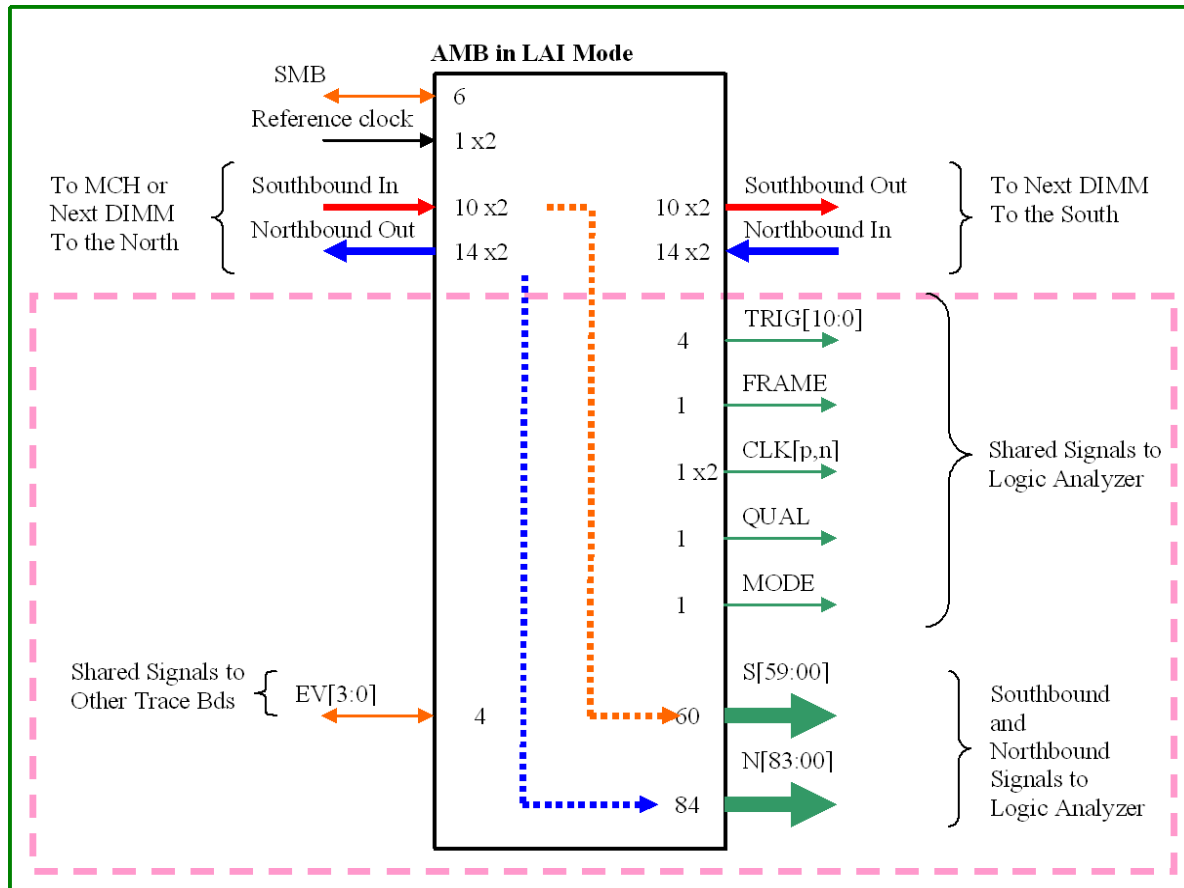 AMB in LAI Mode
SMB
6
Reference clock
1 x2
To MCH or
Next DIMM
To the North
Southbound In
10 x2
Northbound Out
14 x2
10 x2
Southbound Out
14 x2
Northbound In
To Next DIMM
To the South
TRIG[10:0]
4
FRAME
1
CLK[p,n]
1 x2
QUAL
1
MODE
1
Shared Signals to
Logic Analyzer
Shared Signals to
Other Trace Bds
EV[3:0]
4
S[59:00]
60
N[83:00]
84
Southbound
and
Northbound
Signals to
Logic Analyzer